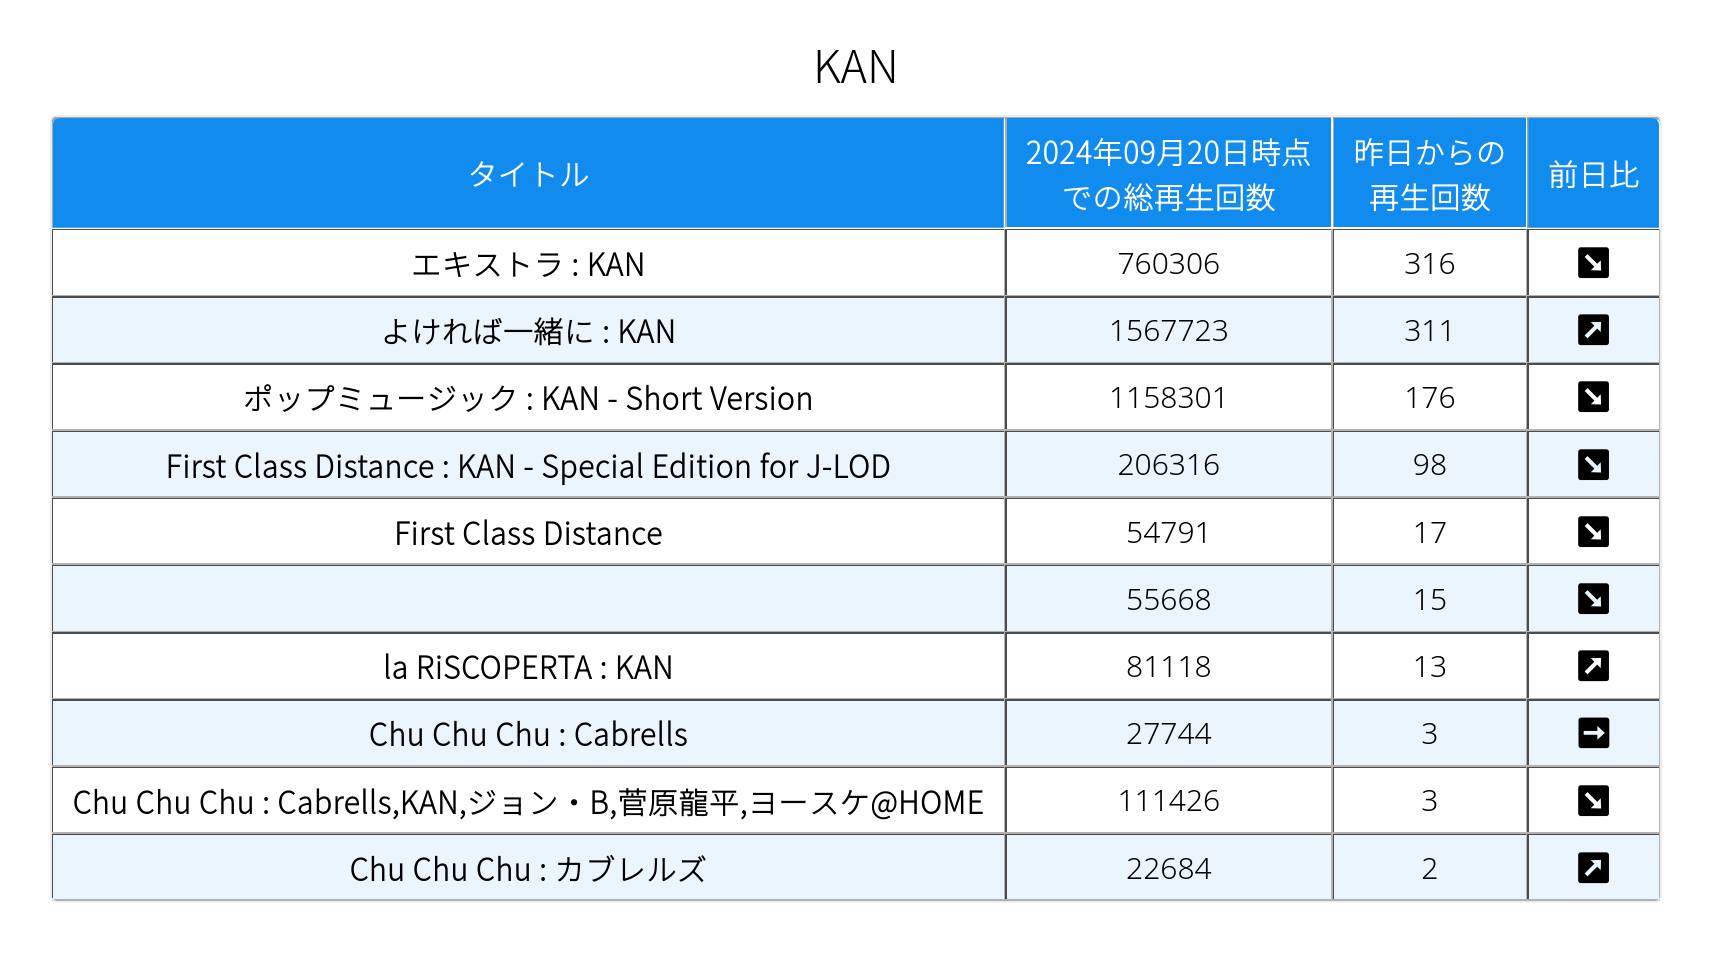 KAN
タイトル
2024年09月20日時点
での総再生回数
昨日からの
再生回数
前日比
エキストラ : KAN 760306 316
よければ一緒に : KAN 1567723 311
ポップミュージック : KAN - Short Version 1158301 176
First Class Distance : KAN - Special Edition for J-LOD 206316 98
First Class Distance 54791 17
55668 15
la RiSCOPERTA : KAN 81118 13
Chu Chu Chu : Cabrells 27744 3
Chu Chu Chu : Cabrells,KAN,ジョン・B,菅原龍平,ヨースケ@HOME 111426 3
Chu Chu Chu : カブレルズ 22684 2